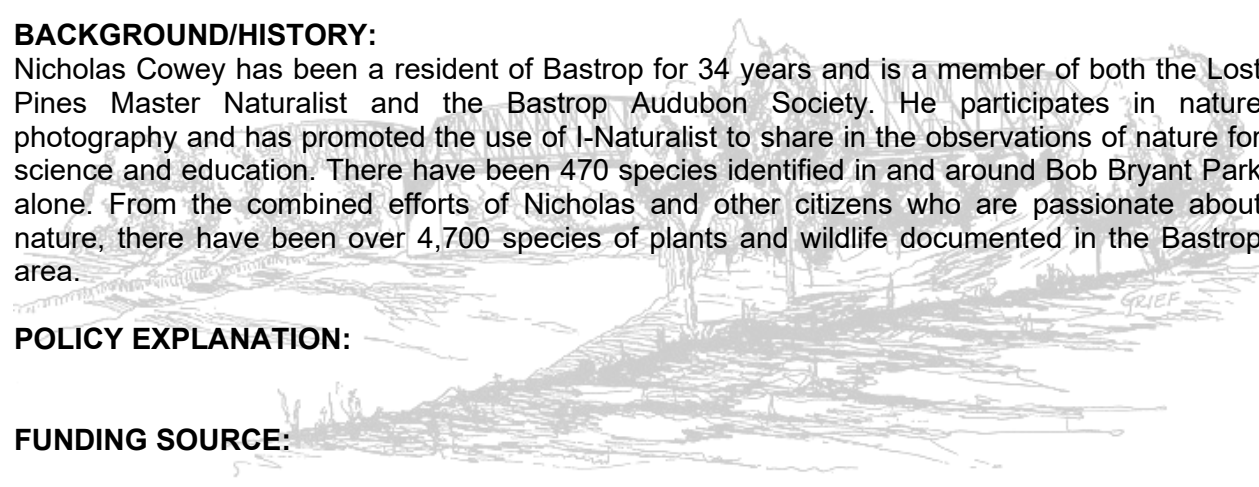 BACKGROUND/HISTORY:
Nicholas Cowey has been a resident of Bastrop for 34 years and is a member of both the Lost
Pines Master Naturalist and the Bastrop Audubon Society. He participates in nature
photography and has promoted the use of I-Naturalist to share in the observations of nature for
science and education. There have been 470 species identified in and around Bob Bryant Park
alone. From the combined efforts of Nicholas and other citizens who are passionate about
nature, there have been over 4,700 species of plants and wildlife documented in the Bastrop
area.
GRIEF
POLICY EXPLANATION:
FUNDING SOURCE: